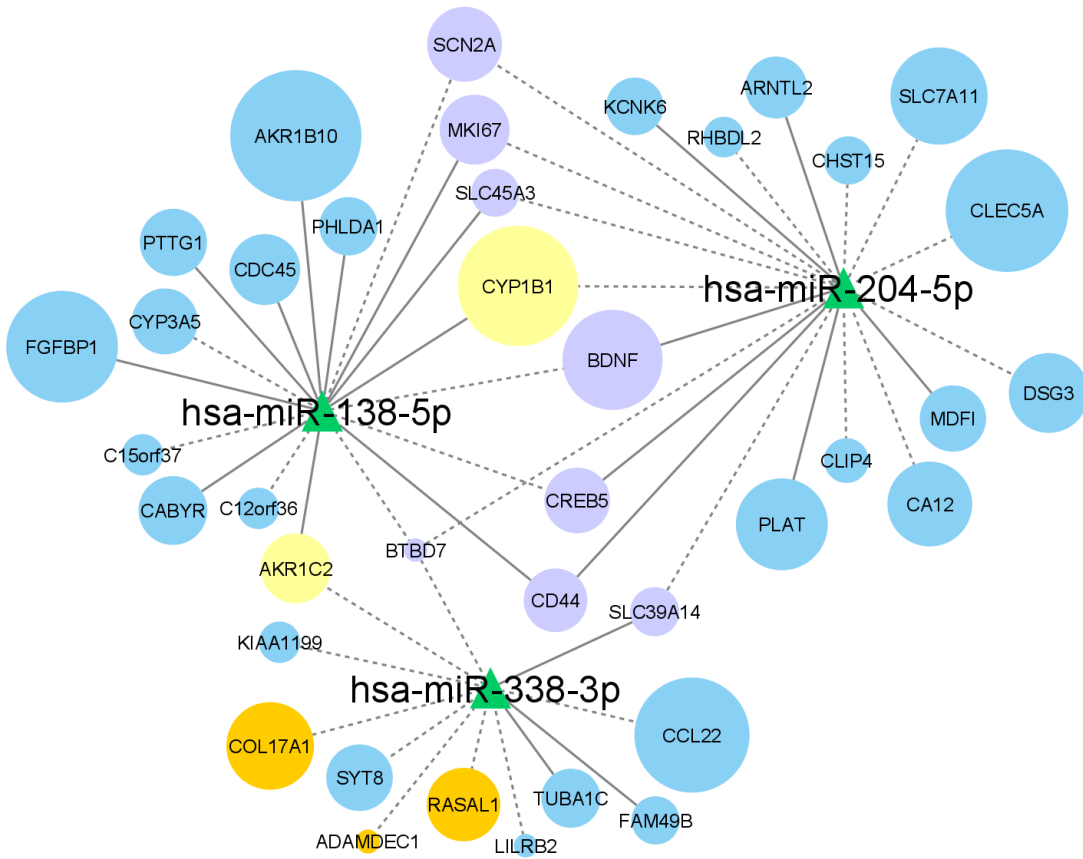 SCN2A
ARNTL2
SLC7A11
KCNK6
MKI67
RHBDL2
AKR1B10
CHST15
SLC45A3
CLEC5A
PHLDA1
PTTG1
CDC45
CYP1B1
hsa-miR-204-5p
CYP3A5
FGFBP1
BDNF
DSG3
hsa-miR-138-5p
MDFI
C15orf37
CLIP4
CREB5
CA12
C12orf36
CABYR
PLAT
BTBD7
AKR1C2
CD44
SLC39A14
KIAA1199
hsa-miR-338-3p
CCL22
COL17A1
SYT8
TUBA1C
RASAL1
FAM49B
ADAMDEC1
LILRB2